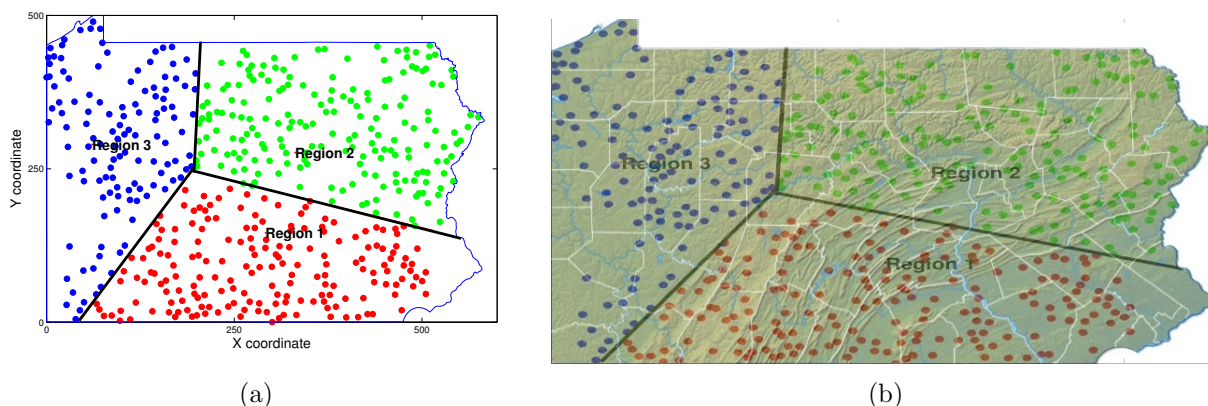 500
250
0
0
250
500
Y coordinate
X coordinate
Region 3
Region 2
Region 1
(a)
Region 3
Region 2
Region 1
(b)